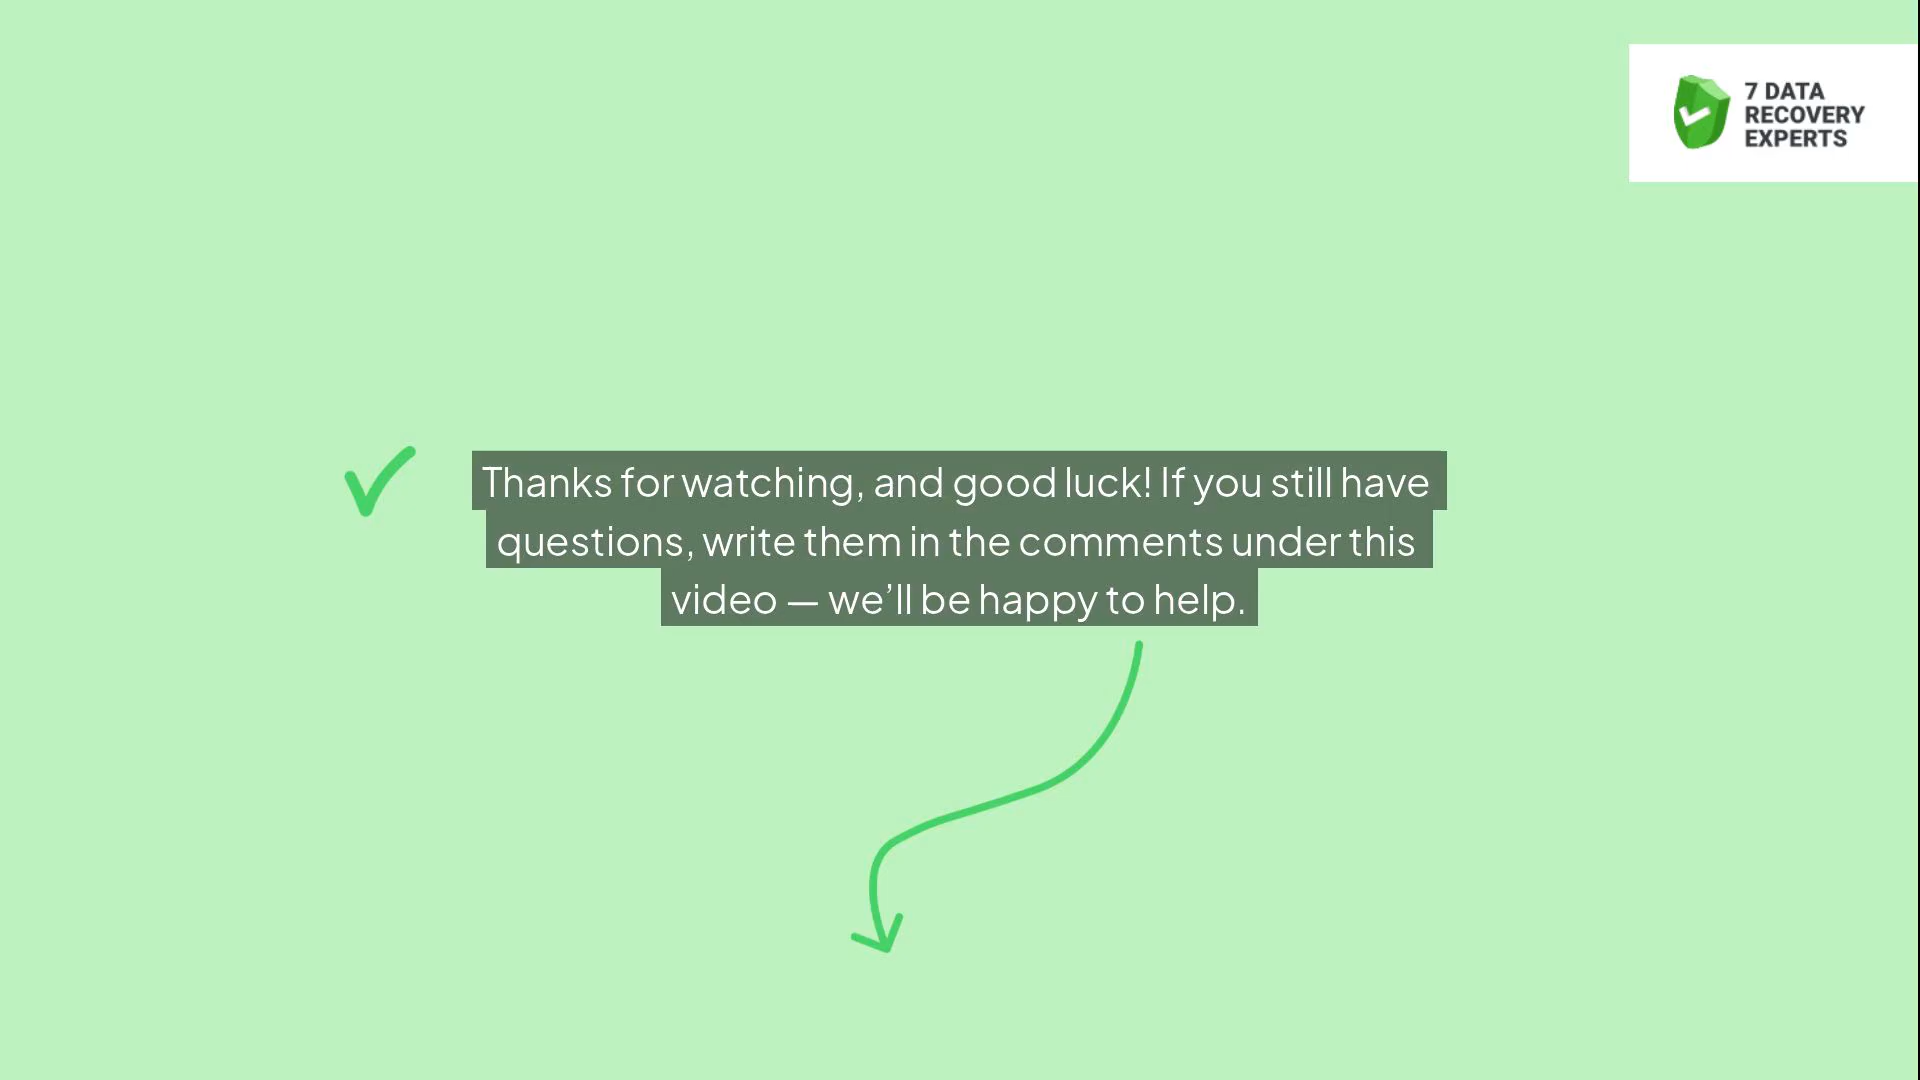 7 DATA
RECOVERY
EXPERTS
Thanks for watching, and good luck! If you still have
questions, write them in the comments under this
video — we’ll be happy to help.